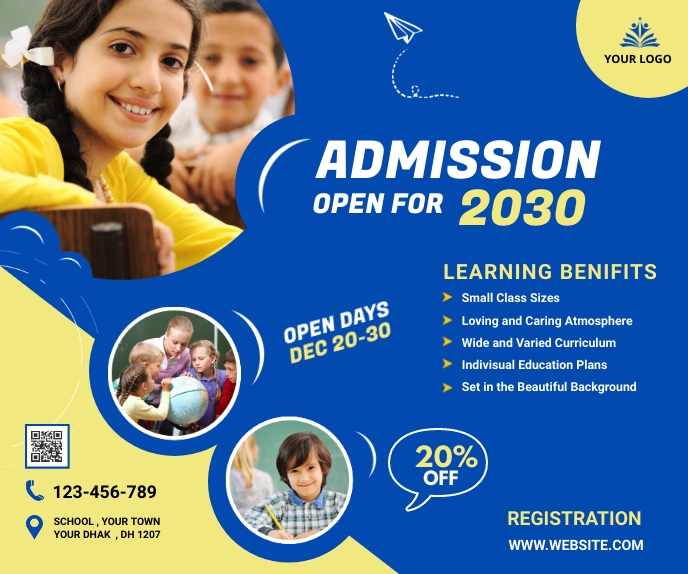 YOUR LOGO
ADMISSION
OPEN FOR 2030
LEARNING BENIFITS
Small Class Sizes
Loving and Caring Atmosphere
Wide and Varied Curriculum
Indivisual Education Plans
Set in the Beautiful Background
OPEN DAYS
DEC 20-30
20%
OFF
123-456-789
SCHOOL , YOUR TOWN
YOUR DHAK , DH 1207
REGISTRATION
WWW.WEBSITE.COM